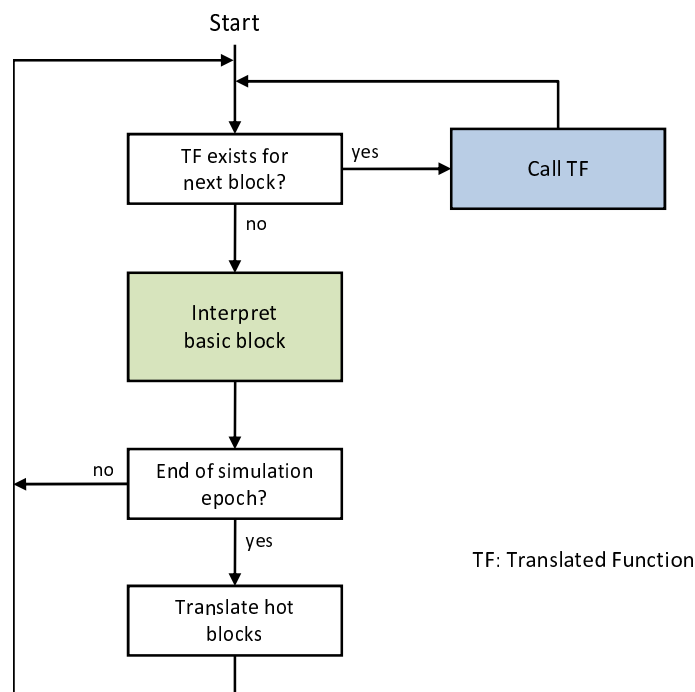 Start
TF exists for
next block?
yes
Call TF
no
Interpret
basic block
no
End of simulation
epoch?
yes
TF: Translated Function
Translate hot
blocks